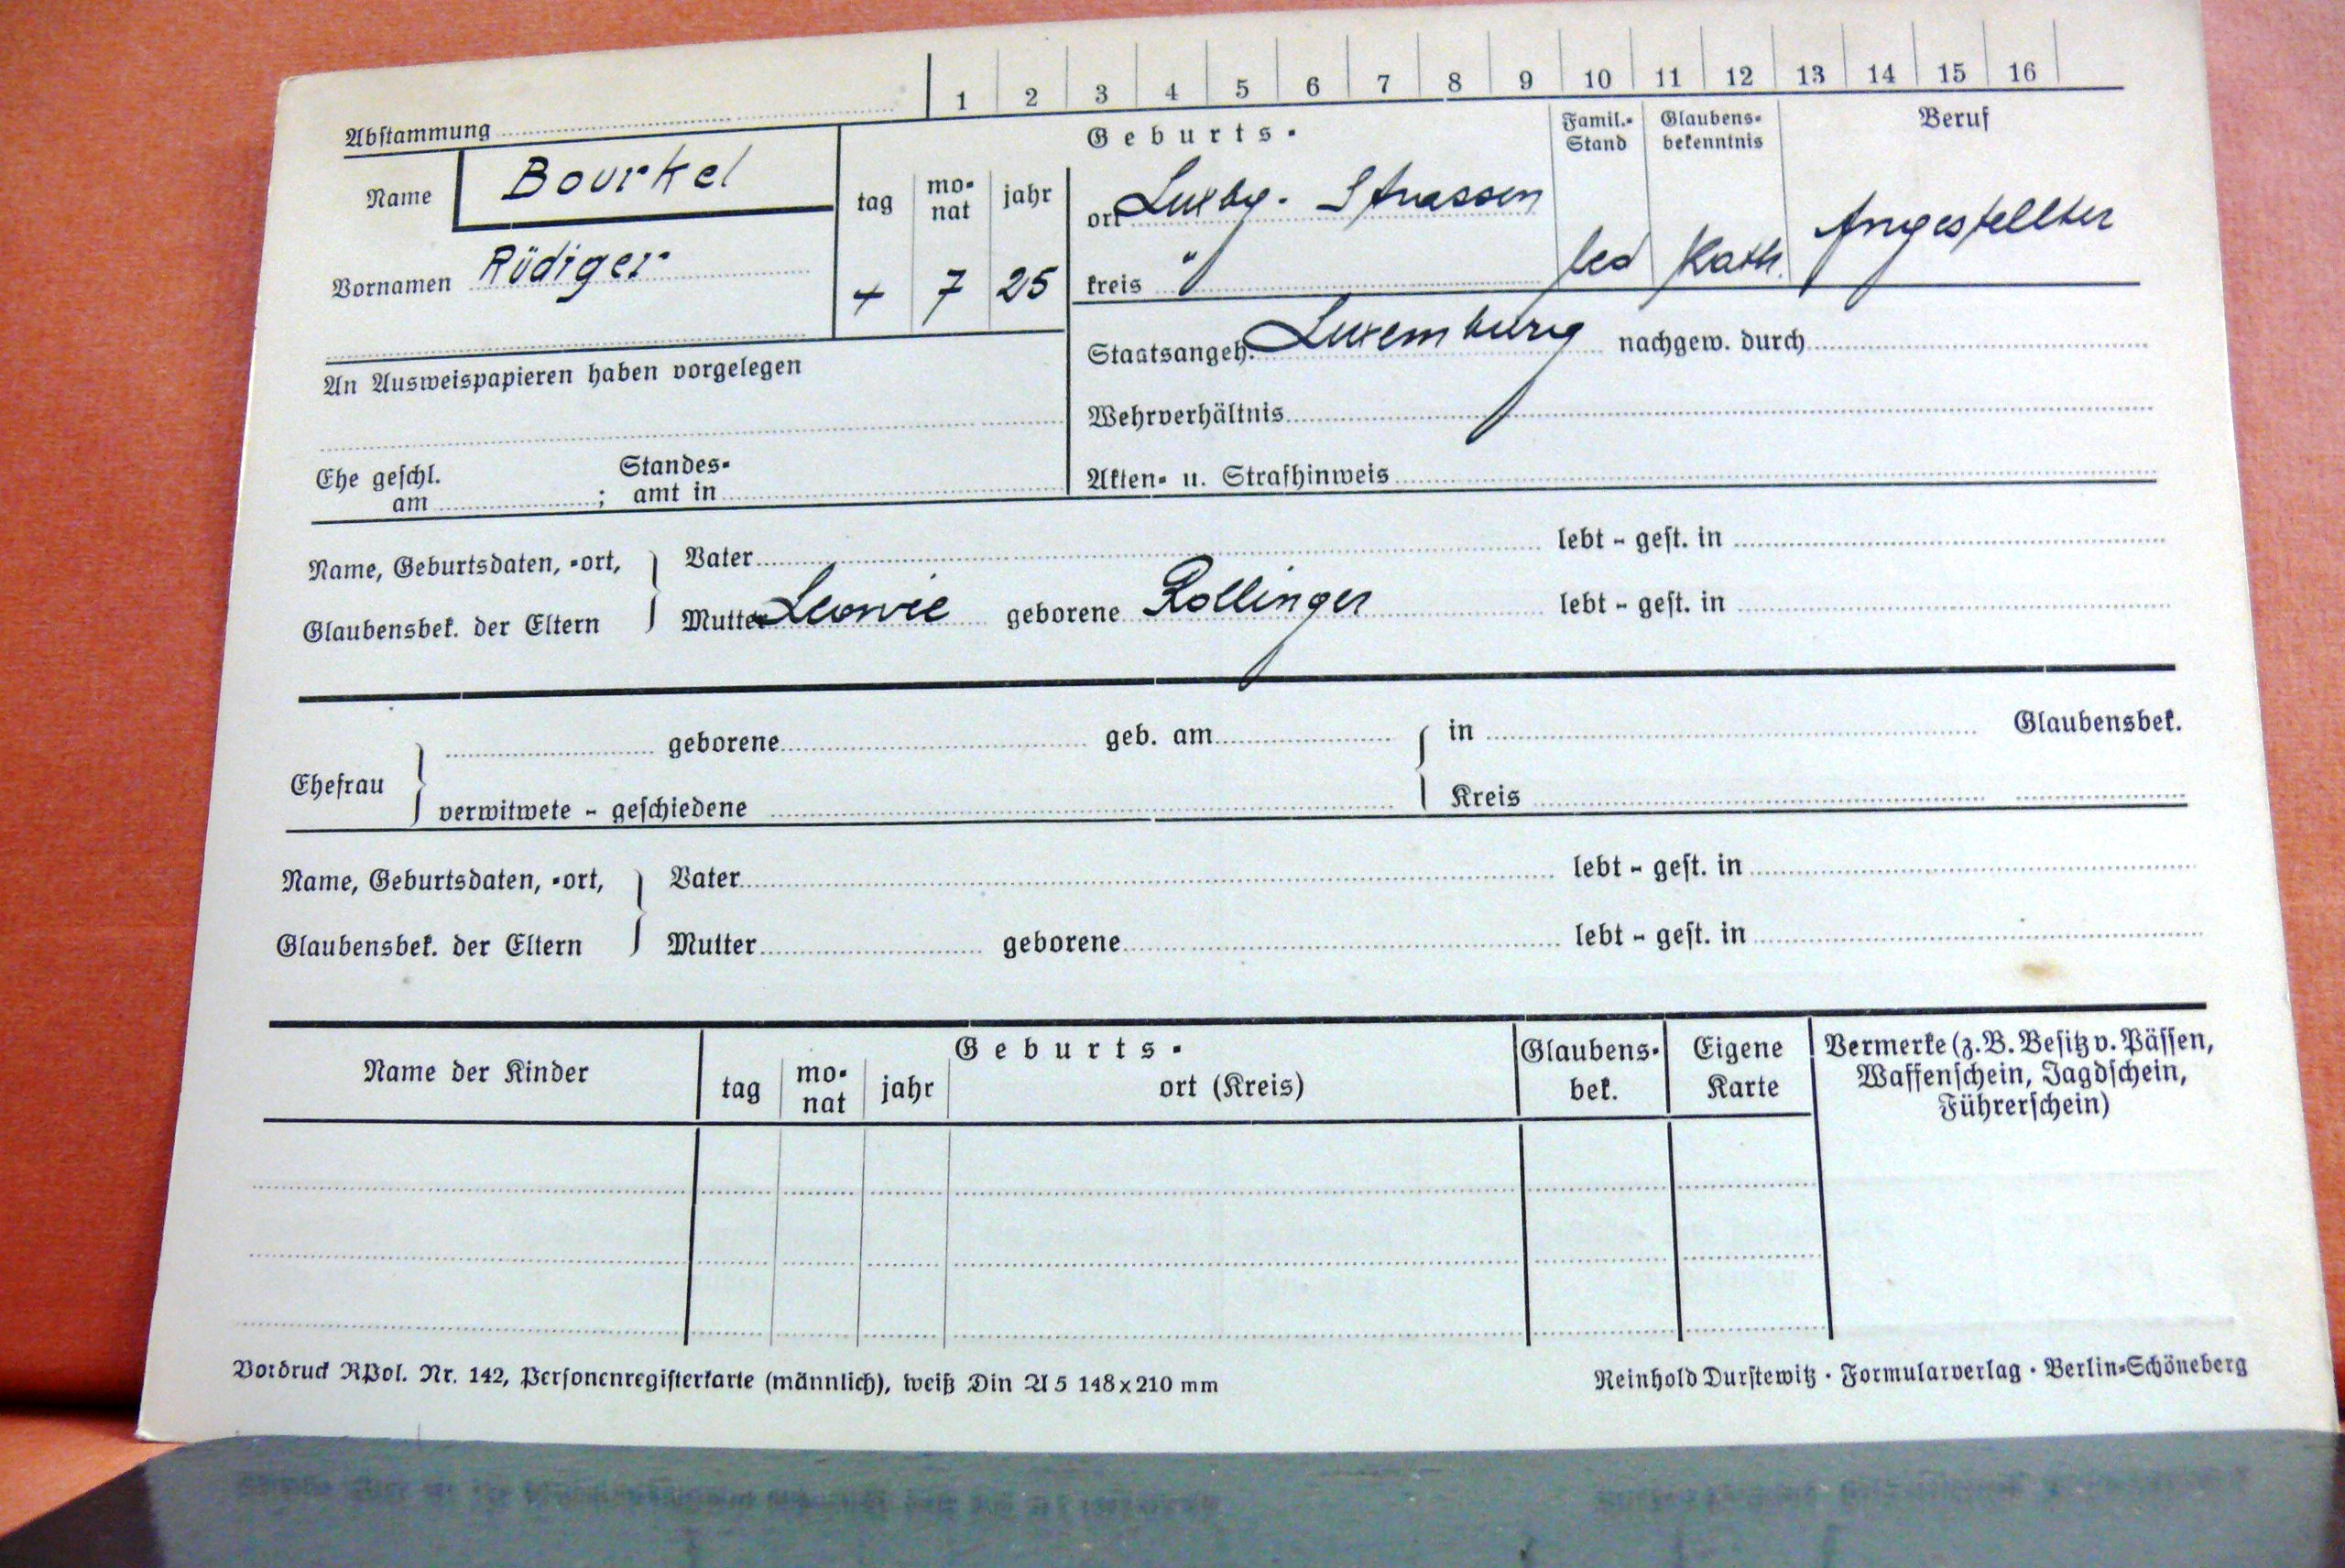 1 2 3 4 5 6 7 8 9 10 11 12 13 14 15 16
Abstammung
Name Bourkel
Vornamen Rüdiger
Geburts-
tag mo-nat jahr
7 25
ort Luxbg. Strassen
kreis "
Famil.-Stand
led
Glaubens-bekenntnis
Kath.
Beruf
Angestellter
An Ausweispapieren haben vorgelegen
Staatsangeh. Luxemburg nachgew. durch
Wehrverhältnis
Ehe geschl. am ; Standes-amt in
Akten- u. Strafhinweis
Name, Geburtsdaten, -ort, Vater lebt - gest. in
Glaubensbek. der Eltern Mutter Leonie geborene Rollinger lebt - gest. in
geborene geb. am in Glaubensbek.
Ehefrau
verwitwete - geschiedene Kreis
Name, Geburtsdaten, -ort, Vater lebt - gest. in
Glaubensbek. der Eltern Mutter geborene lebt - gest. in
Name der Kinder
Geburts-
tag mo-nat jahr ort (Kreis)
Glaubens-bek.
Eigene Karte
Vermerke (z.B. Besitz v. Pässen,
Waffenschein, Jagdschein,
Führerschein)
Vordruck RPol. Nr. 142, Personenregisterkarte (männlich), weiß Din A 5 148x210 mm
Reinhold Durstewitz · Formularverlag · Berlin-Schöneberg